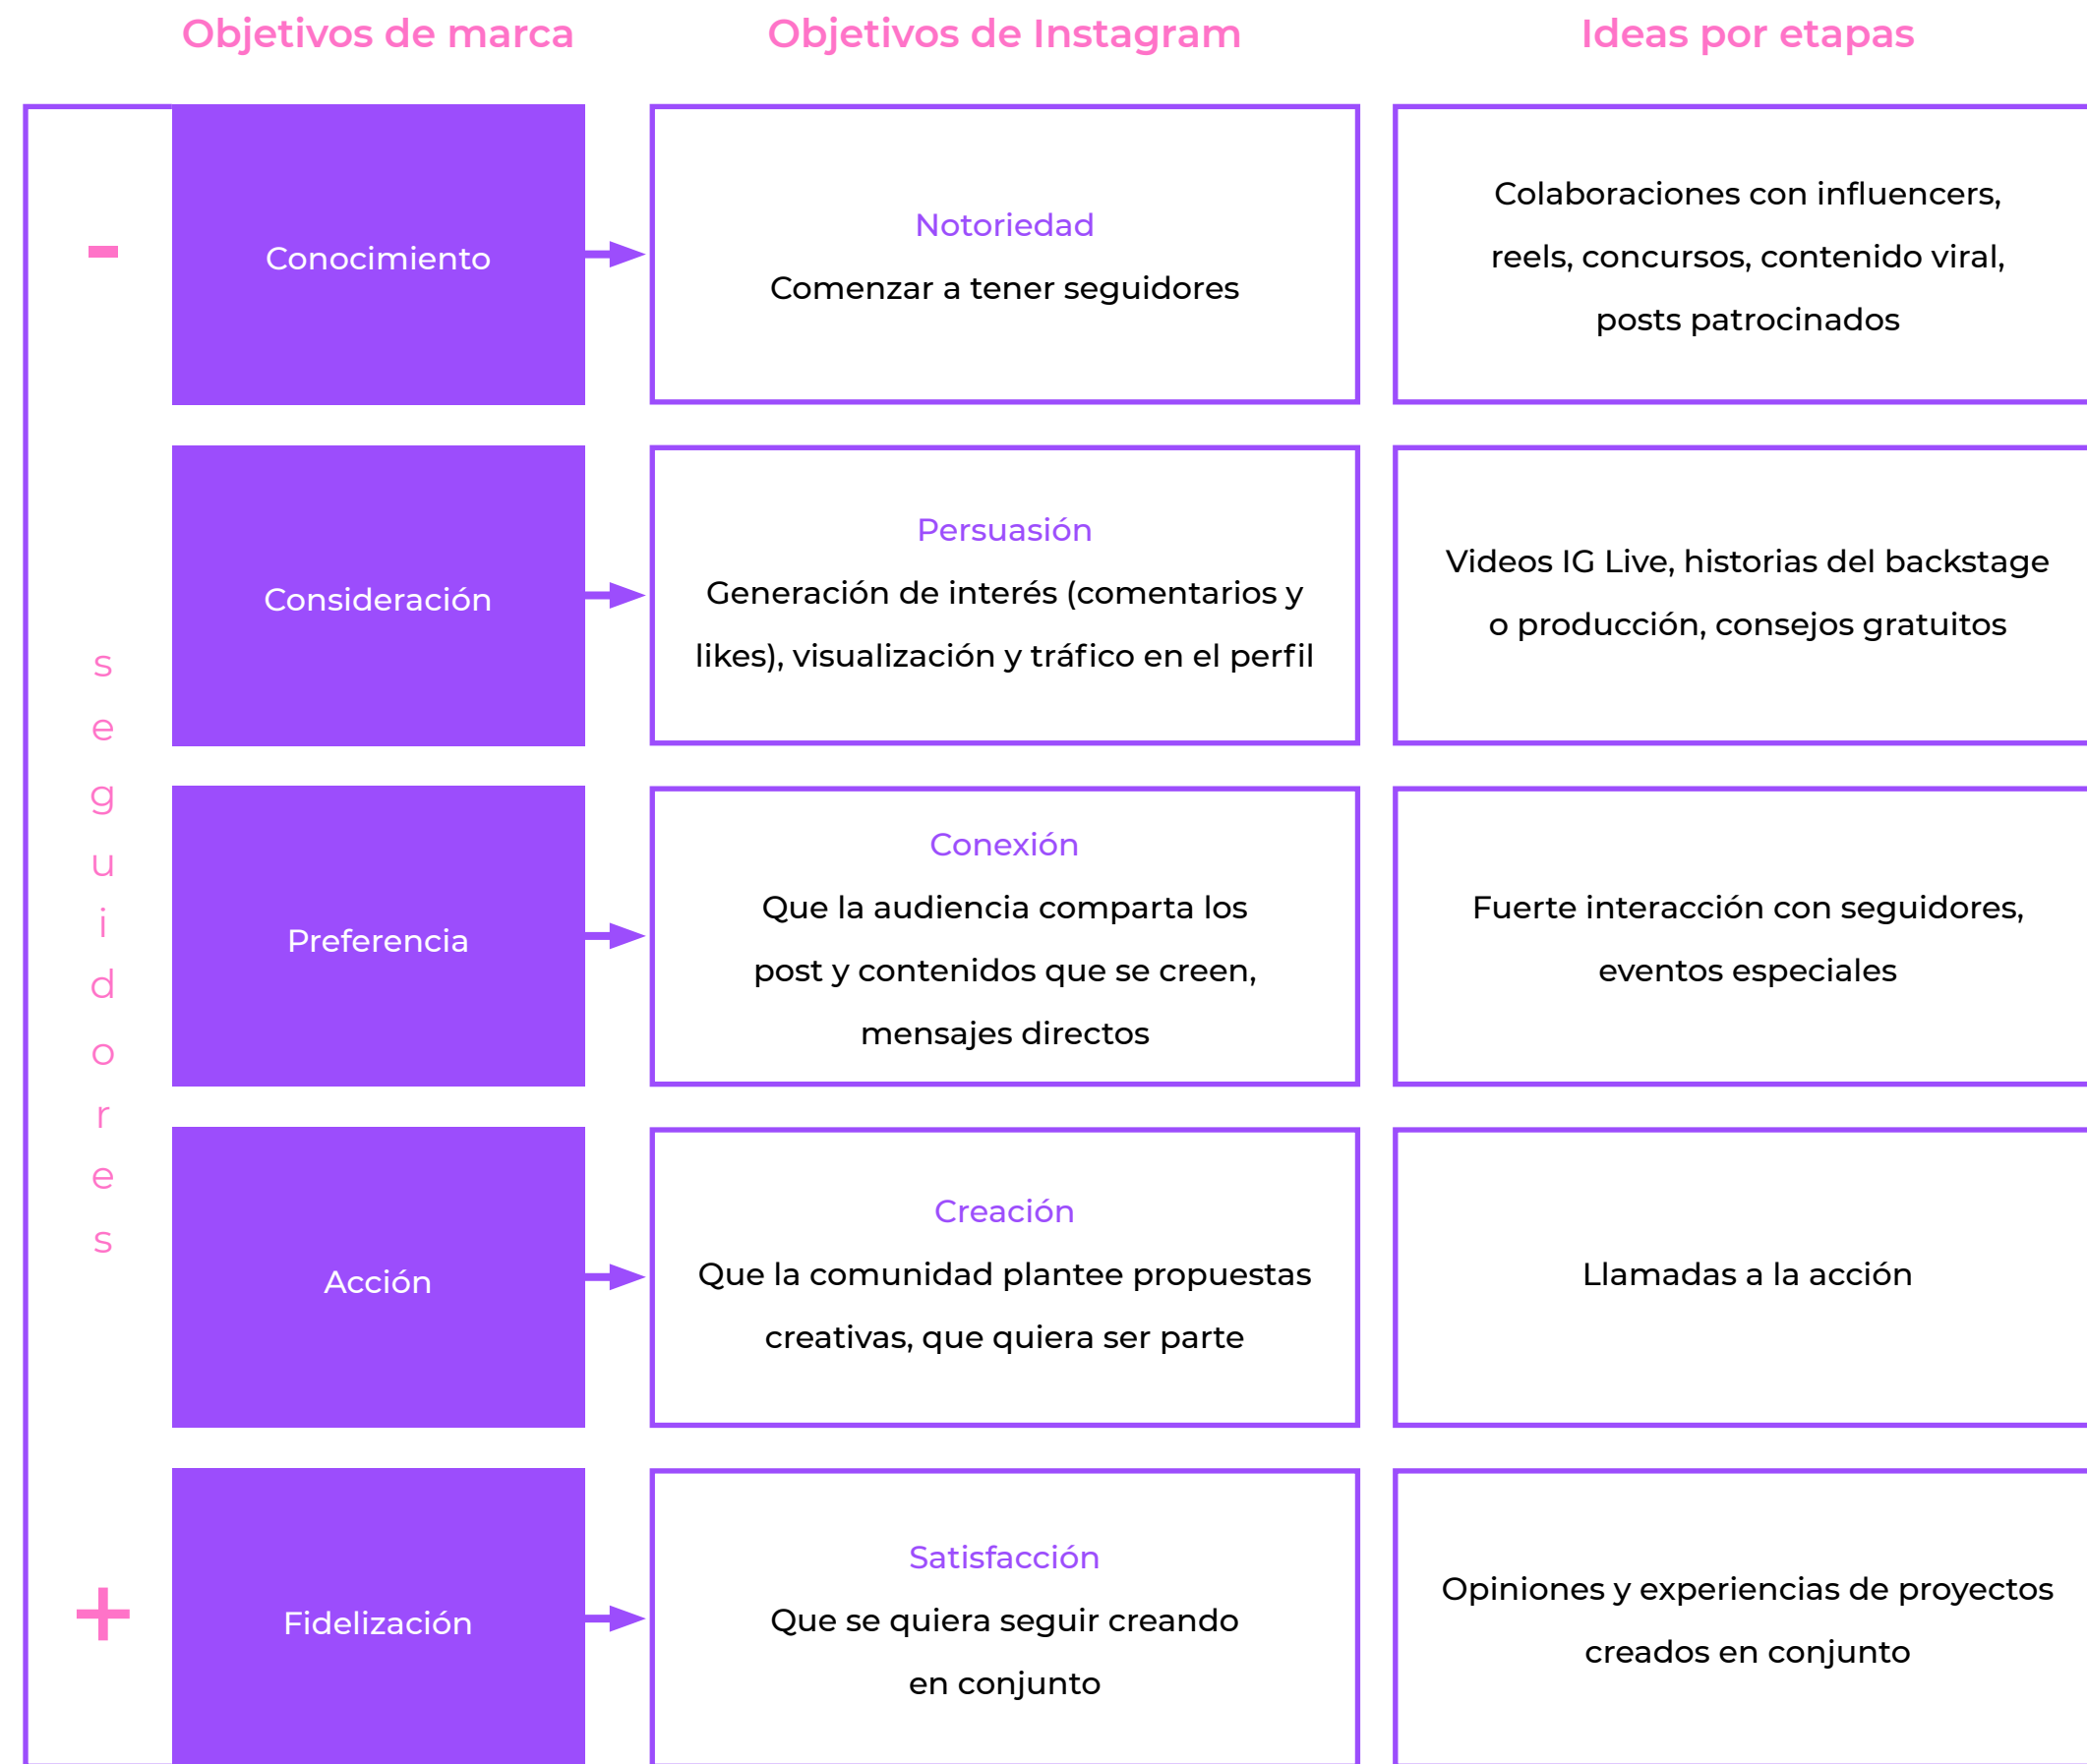 Objetivos de marca
Objetivos de Instagram
Ideas por etapas
-
seguidores
+
Conocimiento
Notoriedad
Comenzar a tener seguidores
Colaboraciones con influencers,
reels, concursos, contenido viral,
posts patrocinados
Consideración
Persuasión
Generación de interés (comentarios y
likes), visualización y tráfico en el perfil
Videos IG Live, historias del backstage
o producción, consejos gratuitos
Preferencia
Conexión
Que la audiencia comparta los
post y contenidos que se creen,
mensajes directos
Fuerte interacción con seguidores,
eventos especiales
Acción
Creación
Que la comunidad plantee propuestas
creativas, que quiera ser parte
Llamadas a la acción
Fidelización
Satisfacción
Que se quiera seguir creando
en conjunto
Opiniones y experiencias de proyectos
creados en conjunto